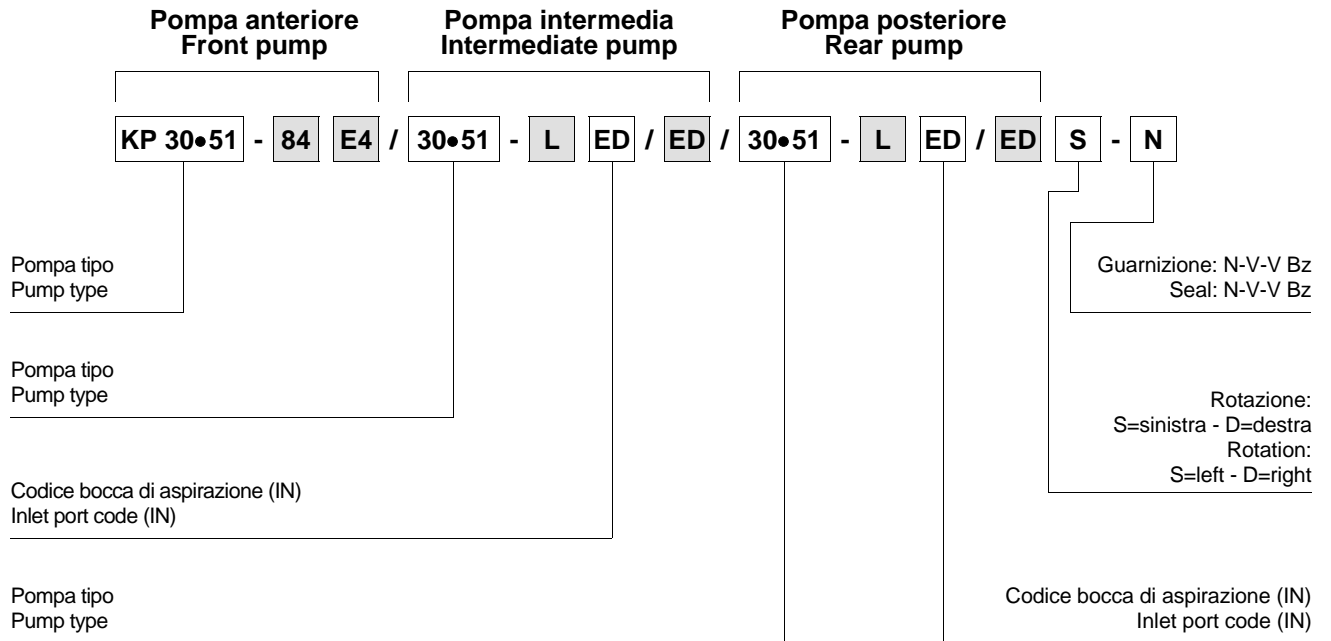 Pompa anteriore
Front pump
Pompa intermedia
Intermediate pump
Pompa posteriore
Rear pump
KP 30•51 - 84 E4 / 30•51 - L ED / ED / 30•51 - L ED / ED S - N
Pompa tipo
Pump type
Guarnizione: N-V-V Bz
Seal: N-V-V Bz
Pompa tipo
Pump type
Rotazione:
S=sinistra - D=destra
Rotation:
S=left - D=right
Codice bocca di aspirazione (IN)
Inlet port code (IN)
Pompa tipo
Pump type
Codice bocca di aspirazione (IN)
Inlet port code (IN)